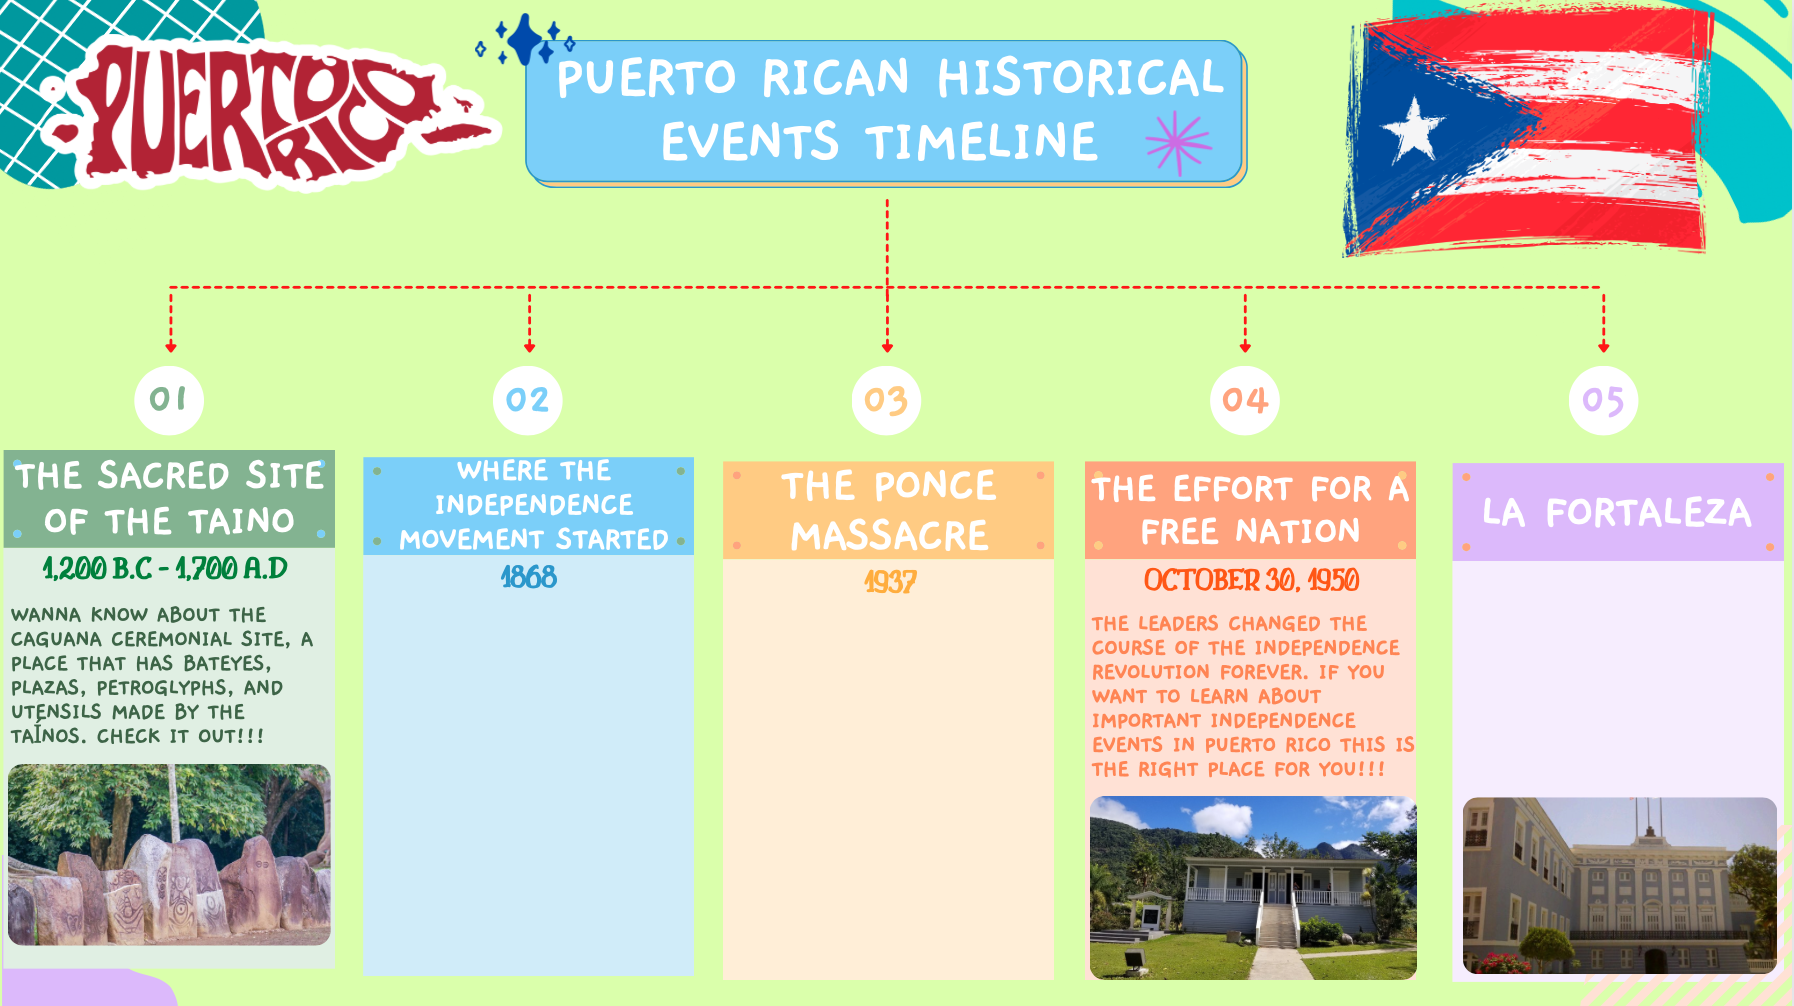 PUERTO
RICO
PUERTO RICAN HISTORICAL
EVENTS TIMELINE
01
THE SACRED SITE
OF THE TAINO
1,200 B.C - 1,700 A.D
WANNA KNOW ABOUT THE
CAGUANA CEREMONIAL SITE, A
PLACE THAT HAS BATEYES,
PLAZAS, PETROGLYPHS, AND
UTENSILS MADE BY THE
TAÍNOS. CHECK IT OUT!!!
02
WHERE THE
INDEPENDENCE
MOVEMENT STARTED
1868
03
THE PONCE
MASSACRE
1937
04
THE EFFORT FOR A
FREE NATION
OCTOBER 30, 1950
THE LEADERS CHANGED THE
COURSE OF THE INDEPENDENCE
REVOLUTION FOREVER. IF YOU
WANT TO LEARN ABOUT
IMPORTANT INDEPENDENCE
EVENTS IN PUERTO RICO THIS IS
THE RIGHT PLACE FOR YOU!!!
05
LA FORTALEZA